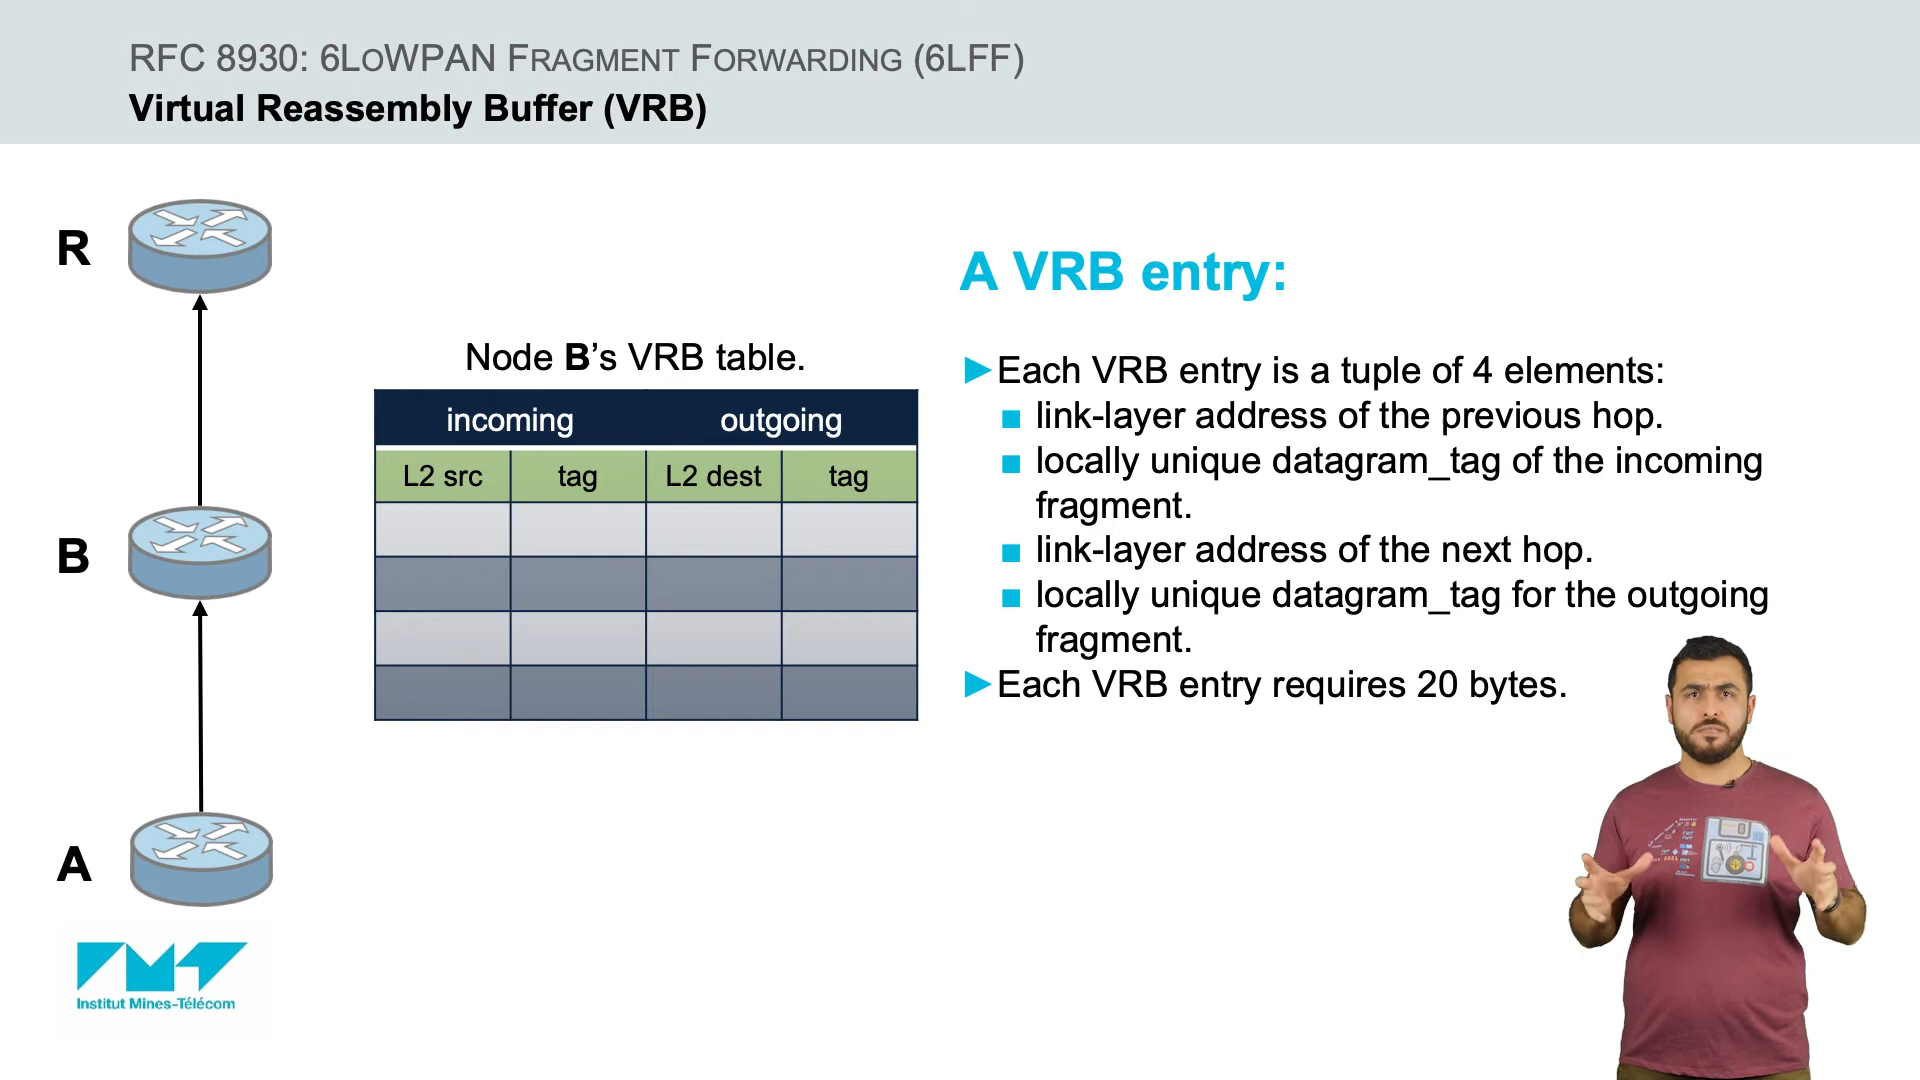 RFC 8930: 6LoWPAN Fragment Forwarding (6LFF)
Virtual Reassembly Buffer (VRB)
R
B
A
Node B's VRB table.
incoming outgoing
L2 src tag L2 dest tag
A VRB entry:
►Each VRB entry is a tuple of 4 elements:
■ link-layer address of the previous hop.
■ locally unique datagram_tag of the incoming
fragment.
■ link-layer address of the next hop.
■ locally unique datagram_tag for the outgoing
fragment.
►Each VRB entry requires 20 bytes.
IMT
Institut Mines-Télécom